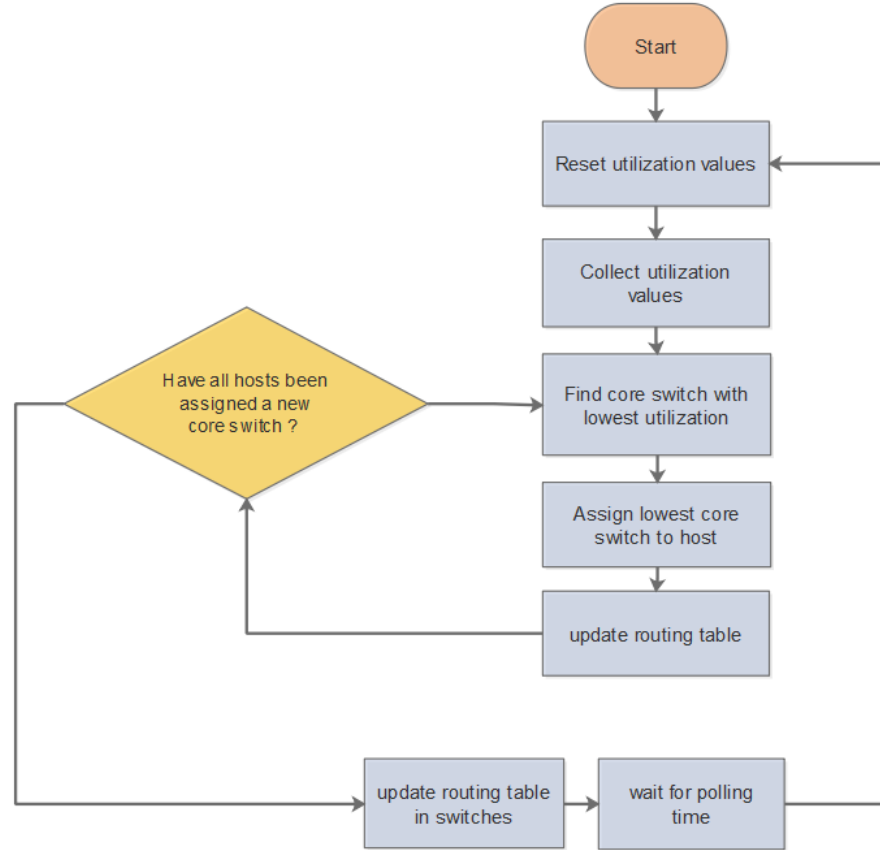 Start
Reset utilization values
Collect utilization
values
Find core switch with
lowest utilization
Assign lowest core
switch to host
update routing table
Have all hosts been
assigned a new
core switch ?
update routing table
in switches
wait for polling
time